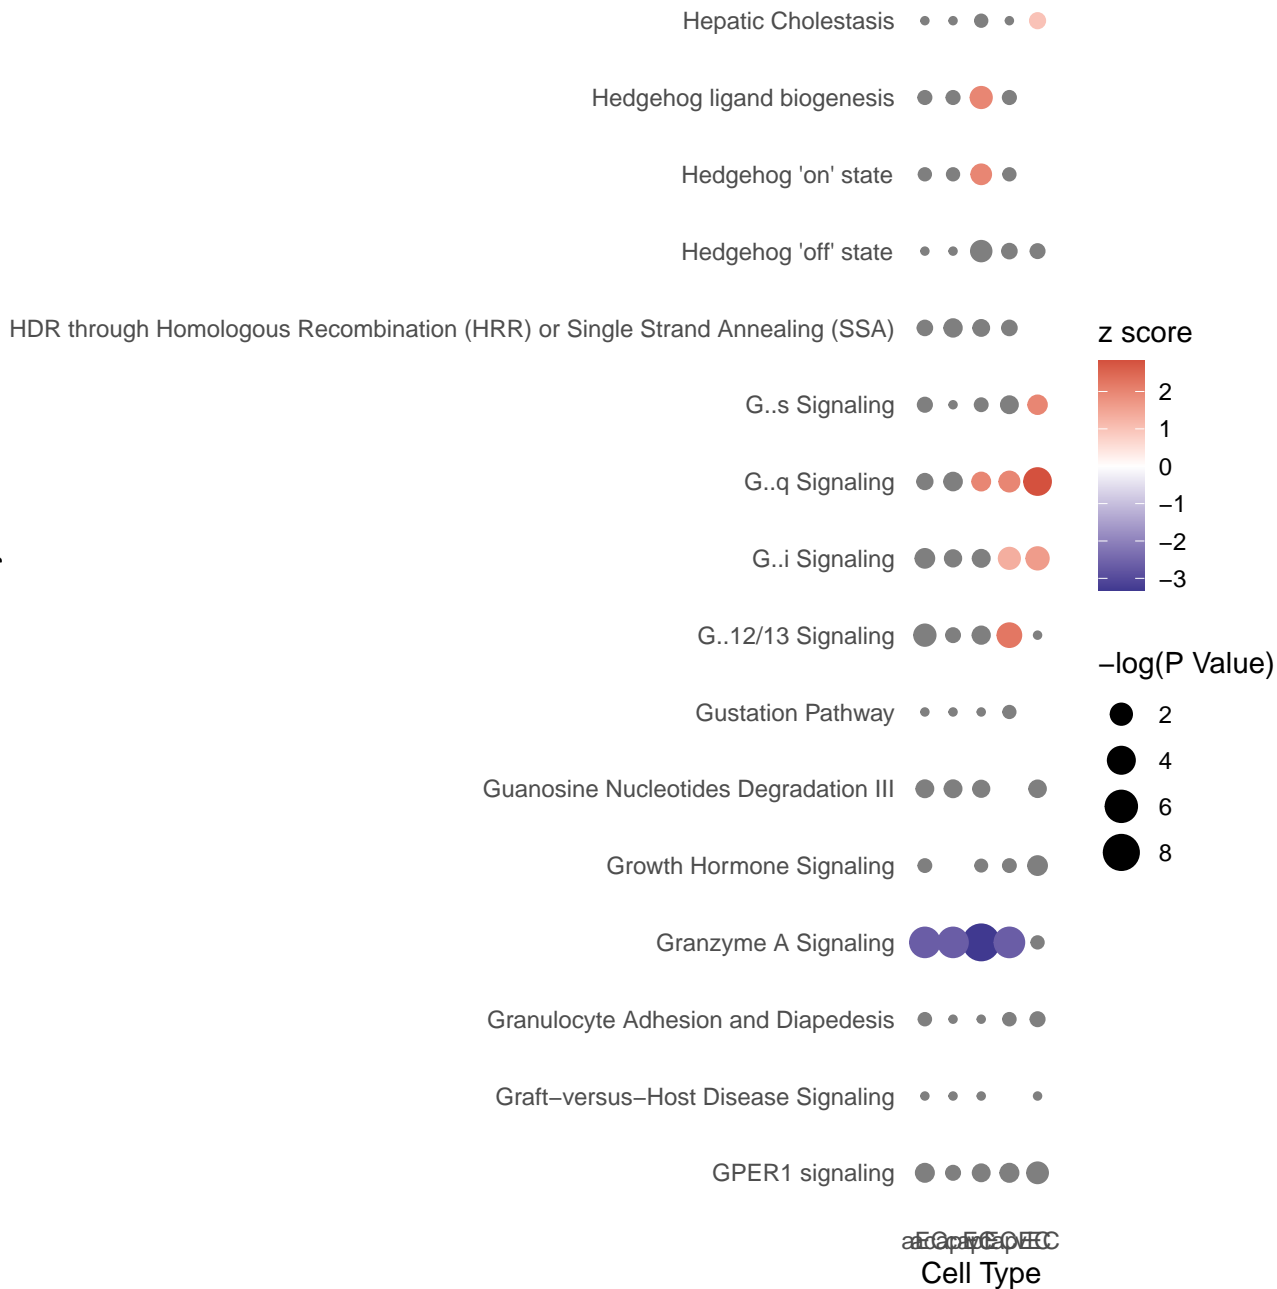 Hepatic Cholestasis
Hedgehog ligand biogenesis
Hedgehog 'on' state
Hedgehog 'off' state
HDR through Homologous Recombination (HRR) or Single Strand Annealing (SSA)
G..s Signaling
G..q Signaling
G..i Signaling
G..12/13 Signaling
Gustation Pathway
Guanosine Nucleotides Degradation III
Growth Hormone Signaling
Granzyme A Signaling
Granulocyte Adhesion and Diapedesis
Graft−versus−Host Disease Signaling
GPER1 signaling
Cell Type
z score
2
1
0
−1
−2
−3
−log(P Value)
2
4
6
8